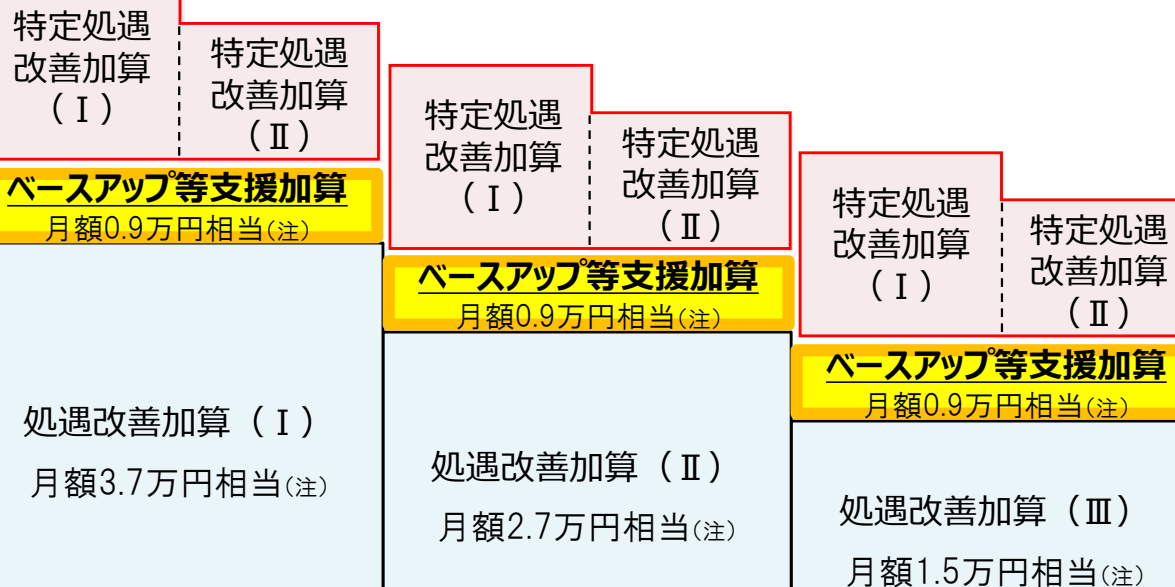 特定処遇
改善加算
（Ⅰ）
特定処遇
改善加算
（Ⅱ）
ベースアップ等支援加算
月額0.9万円相当(注)
処遇改善加算（Ⅰ）
月額3.7万円相当(注)
特定処遇
改善加算
（Ⅰ）
特定処遇
改善加算
（Ⅱ）
ベースアップ等支援加算
月額0.9万円相当(注)
処遇改善加算（Ⅱ）
月額2.7万円相当(注)
特定処遇
改善加算
（Ⅰ）
特定処遇
改善加算
（Ⅱ）
ベースアップ等支援加算
月額0.9万円相当(注)
処遇改善加算（Ⅲ）
月額1.5万円相当(注)